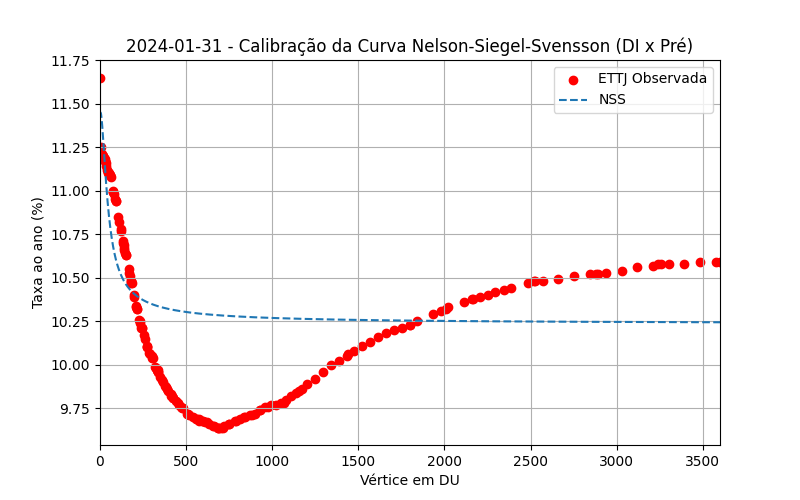 2024-01-31 - Calibração da Curva Nelson-Siegel-Svensson (DI x Pré)
ETTJ Observada
NSS
Taxa ao ano (%)
11.75
11.50
11.25
11.00
10.75
10.50
10.25
10.00
9.75
0 500 1000 1500 2000 2500 3000 3500
Vértice em DU